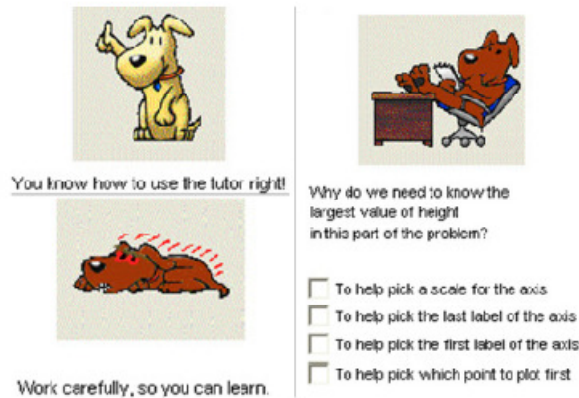 You know how to use the tutor right!
Work carefully, so you can learn.
Why do we need to know the
largest value of height
in this part of the problem?
To help pick a scale for the axis
To help pick the last label of the axis
To help pick the first label of the axis
To help pick which point to plot first